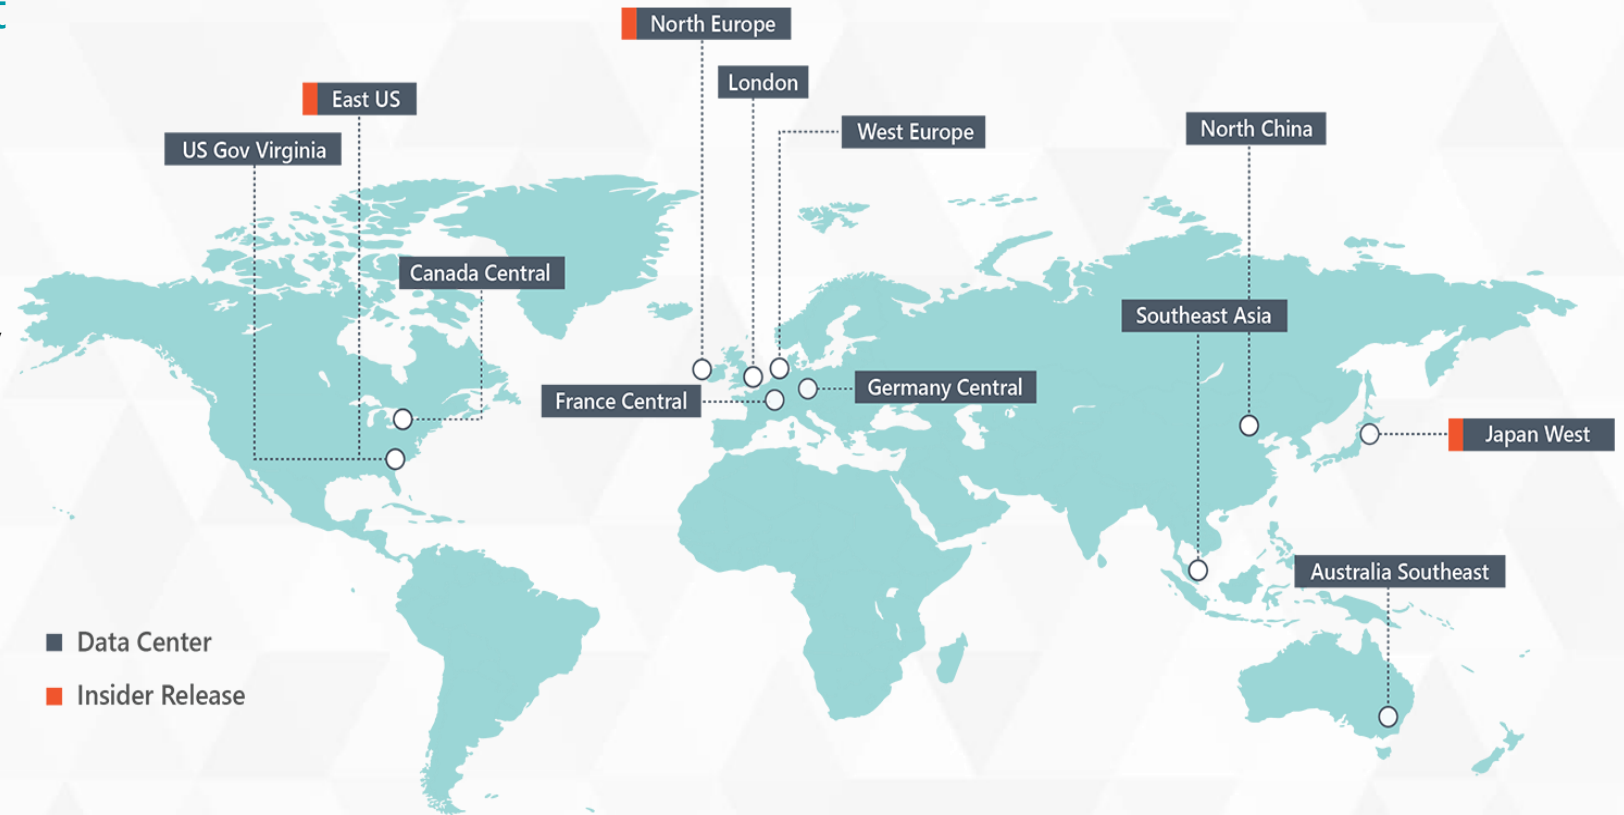 North Europe
London
East US
West Europe
North China
US Gov Virginia
Canada Central
Southeast Asia
France Central
Germany Central
Japan West
Australia Southeast
Data Center
Insider Release